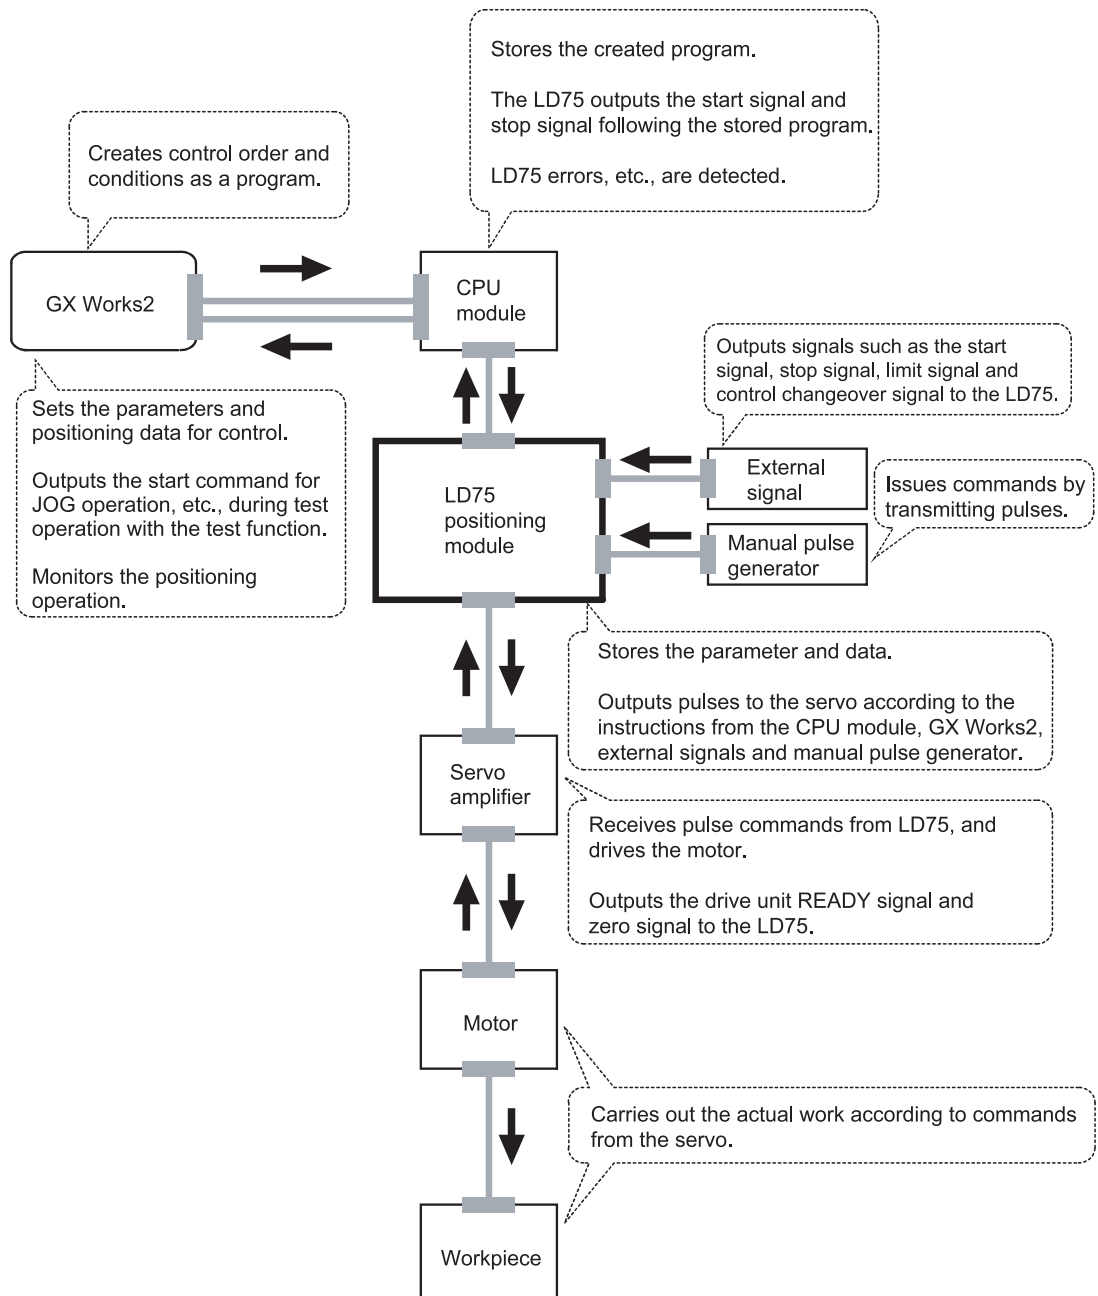 Stores the created program.
The LD75 outputs the start signal and
stop signal following the stored program.
LD75 errors, etc., are detected.
Creates control order and
conditions as a program.
GX Works2
CPU
module
Outputs signals such as the start
signal, stop signal, limit signal and
control changeover signal to the LD75.
Sets the parameters and
positioning data for control.
Outputs the start command for
JOG operation, etc., during test
operation with the test function.
Monitors the positioning
operation.
LD75
positioning
module
External
signal
Issues commands by
transmitting pulses.
Manual pulse
generator
Stores the parameter and data.
Outputs pulses to the servo according to the
instructions from the CPU module, GX Works2,
external signals and manual pulse generator.
Servo
amplifier
Receives pulse commands from LD75, and
drives the motor.
Outputs the drive unit READY signal and
zero signal to the LD75.
Motor
Carries out the actual work according to commands
from the servo.
Workpiece